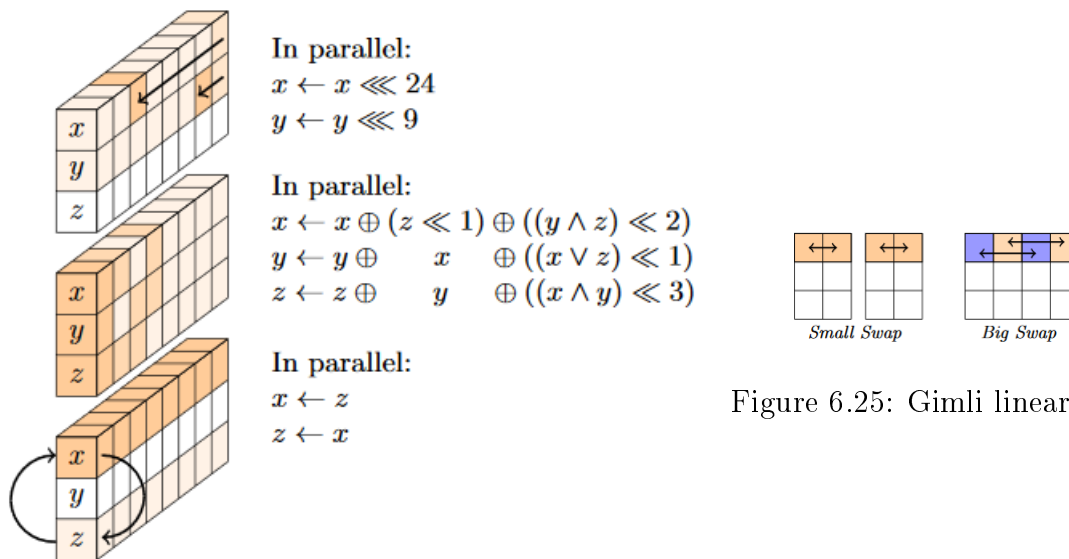 In parallel:
x ← x ⋘ 24
y ← y ⋘ 9
x
y
z
In parallel:
x ← x ⊕ (z ≪ 1) ⊕ ((y ∧ z) ≪ 2)
y ← y ⊕ x ⊕ ((x ∨ z) ≪ 1)
z ← z ⊕ y ⊕ ((x ∧ y) ≪ 3)
x
y
z
In parallel:
x ← z
z ← x
x
y
z
Small Swap
Big Swap
Figure 6.25: Gimli linear